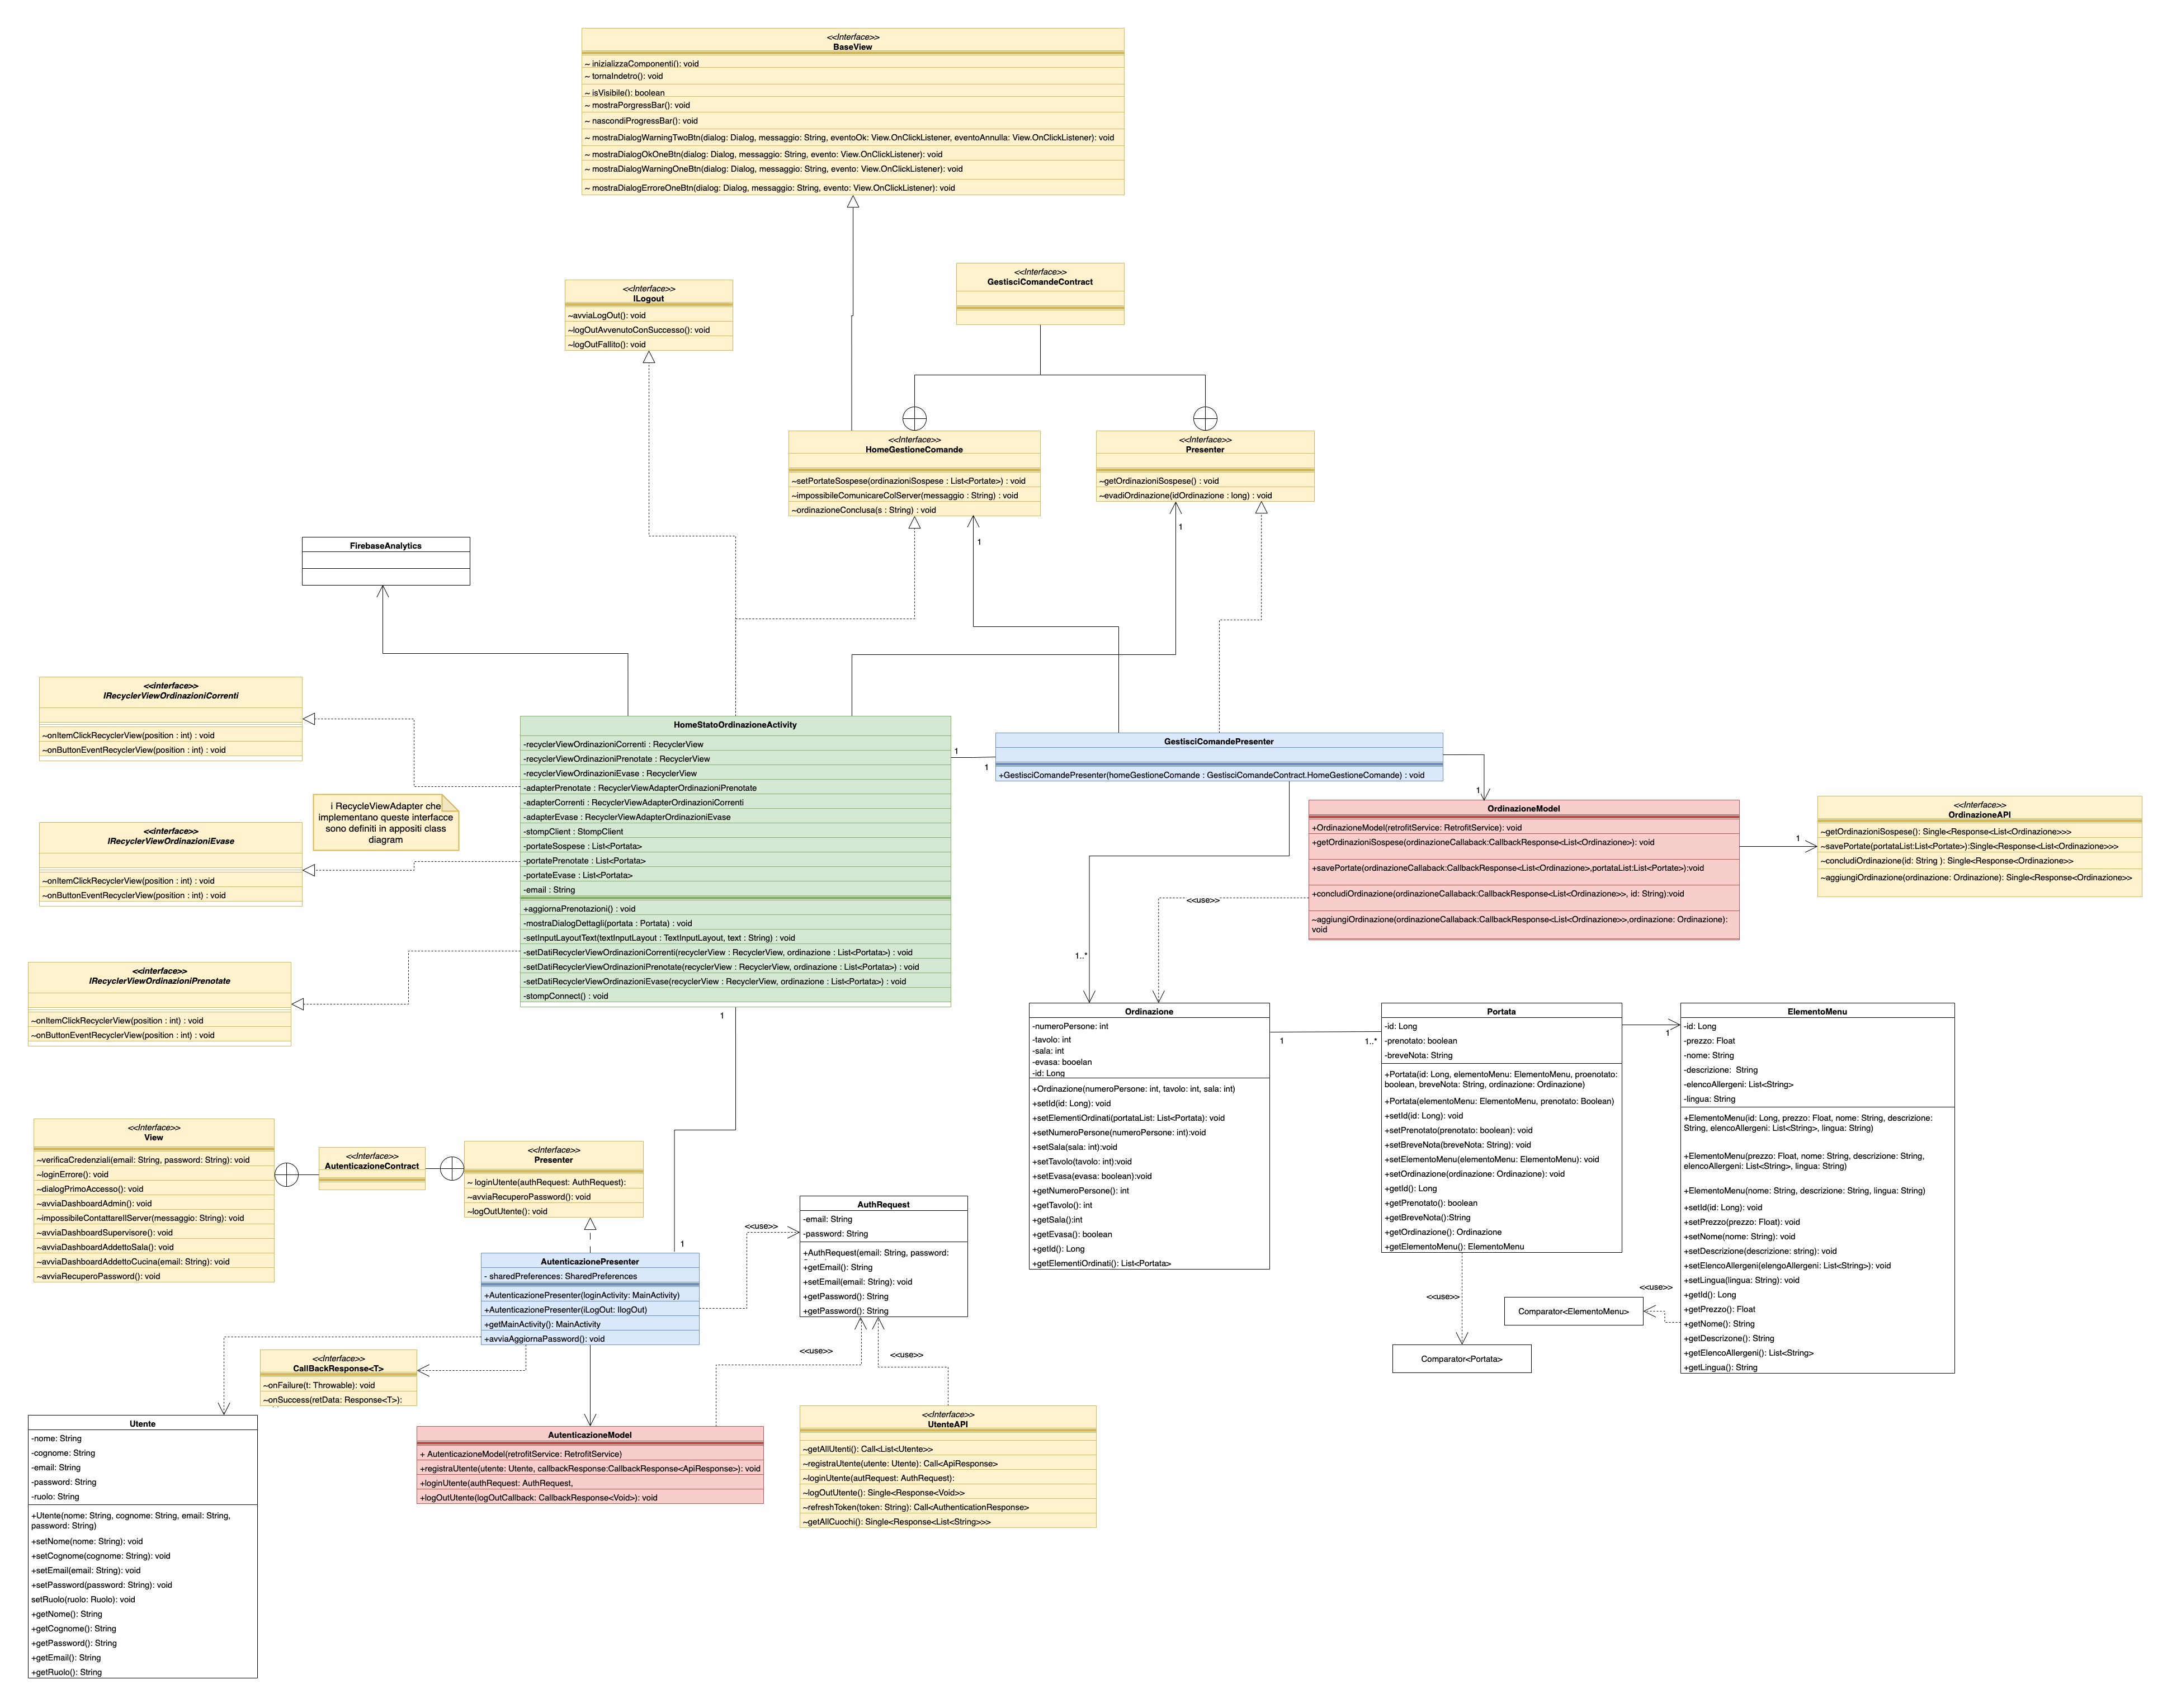 <<Interface>>
BaseView
~ inizializzaComponenti(): void
~ tornaIndetro(): void
~ isVisibile(): boolean
~ mostraPorgressBar(): void
~ nascondiProgressBar(): void
~ mostraDialogWarningTwoBtn(dialog: Dialog, messaggio: String, eventoOk: View.OnClickListener, eventoAnnulla: View.OnClickListener): void
~ mostraDialogOkOneBtn(dialog: Dialog, messaggio: String, evento: View.OnClickListener): void
~ mostraDialogWarningOneBtn(dialog: Dialog, messaggio: String, evento: View.OnClickListener): void
~ mostraDialogErroreOneBtn(dialog: Dialog, messaggio: String, evento: View.OnClickListener): void
<<Interface>>
GestisciComandeContract
<<Interface>>
ILogout
~avviaLogOut(): void
~logOutAvvenutoConSuccesso(): void
~logOutFallito(): void
<<Interface>>
HomeGestioneComande
~setPortateSospese(ordinazioniSospese : List<Portate>) : void
~impossibileComunicareColServer(messaggio : String) : void
~ordinazioneConclusa(s : String) : void
<<Interface>>
Presenter
~getOrdinazioniSospese() : void
~evadiOrdinazione(idOrdinazione : long) : void
1
1
FirebaseAnalytics
<<interface>>
IRecyclerViewOrdinazioniCorrenti
~onItemClickRecyclerView(position : int) : void
~onButtonEventRecyclerView(position : int) : void
i RecycleViewAdapter che
implementano queste interfacce
sono definiti in appositi class
diagram
<<interface>>
IRecyclerViewOrdinazioniEvase
~onItemClickRecyclerView(position : int) : void
~onButtonEventRecyclerView(position : int) : void
<<interface>>
IRecyclerViewOrdinazioniPrenotate
~onItemClickRecyclerView(position : int) : void
~onButtonEventRecyclerView(position : int) : void
HomeStatoOrdinazioneActivity
-recyclerViewOrdinazioniCorrenti : RecyclerView
-recyclerViewOrdinazioniPrenotate : RecyclerView
-recyclerViewOrdinazioniEvase : RecyclerView
-adapterPrenotate : RecyclerViewAdapterOrdinazioniPrenotate
-adapterCorrenti : RecyclerViewAdapterOrdinazioniCorrenti
-adapterEvase : RecyclerViewAdapterOrdinazioniEvase
-stompClient : StompClient
-portateSospese : List<Portata>
-portatePrenotate : List<Portata>
-portateEvase : List<Portata>
-email : String
+aggiornaPrenotazioni() : void
-mostraDialogDettagli(portata : Portata) : void
-setInputLayoutText(textInputLayout : TextInputLayout, text : String) : void
-setDatiRecyclerViewOrdinazioniCorrenti(recyclerView : RecyclerView, ordinazione : List<Portata>) : void
-setDatiRecyclerViewOrdinazioniPrenotate(recyclerView : RecyclerView, ordinazione : List<Portata>) : void
-setDatiRecyclerViewOrdinazioniEvase(recyclerView : RecyclerView, ordinazione : List<Portata>) : void
-stompConnect() : void
1
1
1
GestisciComandePresenter
+GestisciComandePresenter(homeGestioneComande : GestisciComandeContract.HomeGestioneComande) : void
1
OrdinazioneModel
+OrdinazioneModel(retrofitService: RetrofitService): void
+getOrdinazioniSospese(ordinazioneCallaback:CallbackResponse<List<Ordinazione>): void
+savePortate(ordinazioneCallaback:CallbackResponse<List<Ordinazione>,portataList:List<Portate>):void
+concludiOrdinazione(ordinazioneCallaback:CallbackResponse<List<Ordinazione>>, id: String):void
~aggiungiOrdinazione(ordinazioneCallaback:CallbackResponse<List<Ordinazione>>,ordinazione: Ordinazione):
void
1
<<Interface>>
OrdinazioneAPI
~getOrdinazioniSospese(): Single<Response<List<Ordinazione>>>
~savePortate(portataList:List<Portate>):Single<Response<List<Ordinazione>>>
~concludiOrdinazione(id: String ): Single<Response<Ordinazione>>
~aggiungiOrdinazione(ordinazione: Ordinazione): Single<Response<Ordinazione>>
<<use>>
1..*
Ordinazione
-numeroPersone: int
-tavolo: int
-sala: int
-evasa: booelan
-id: Long
+Ordinazione(numeroPersone: int, tavolo: int, sala: int)
+setId(id: Long): void
+setElementiOrdinati(portataList: List<Portata): void
+setNumeroPersone(numeroPersone: int):void
+setSala(sala: int):void
+setTavolo(tavolo: int):void
+setEvasa(evasa: boolean):void
+getNumeroPersone(): int
+getTavolo(): int
+getSala():int
+getEvasa(): boolean
+getId(): Long
+getElementiOrdinati(): List<Portata>
1
1..*
Portata
-id: Long
-prenotato: boolean
-breveNota: String
+Portata(id: Long, elementoMenu: ElementoMenu, proenotato:
boolean, breveNota: String, ordinazione: Ordinazione)
+Portata(elementoMenu: ElementoMenu, prenotato: Boolean)
+setId(id: Long): void
+setPrenotato(prenotato: boolean): void
+setBreveNota(breveNota: String): void
+setElementoMenu(elementoMenu: ElementoMenu): void
+setOrdinazione(ordinazione: Ordinazione): void
+getId(): Long
+getPrenotato(): boolean
+getBreveNota():String
+getOrdinazione(): Ordinazione
+getElementoMenu(): ElementoMenu
1
ElementoMenu
-id: Long
-prezzo: Float
-nome: String
-descrizione:  String
-elencoAllergeni: List<String>
-lingua: String
+ElementoMenu(id: Long, prezzo: Float, nome: String, descrizione:
String, elencoAllergeni: List<String>, lingua: String)
+ElementoMenu(prezzo: Float, nome: String, descrizione: String,
elencoAllergeni: List<String>, lingua: String)
+ElementoMenu(nome: String, descrizione: String, lingua: String)
+setId(id: Long): void
+setPrezzo(prezzo: Float): void
+setNome(nome: String): void
+setDescrizione(descrizione: string): void
+setElencoAllergeni(elengoAllergeni: List<String>): void
+setLingua(lingua: String): void
+getId(): Long
+getPrezzo(): Float
+getNome(): String
+getDescrizone(): String
+getElencoAllergeni(): List<String>
+getLingua(): String
<<use>>
Comparator<ElementoMenu>
<<use>>
Comparator<Portata>
<<Interface>>
View
~verificaCredenziali(email: String, password: String): void
~loginErrore(): void
~dialogPrimoAccesso(): void
~avviaDashboardAdmin(): void
~impossibileContattareIlServer(messaggio: String): void
~avviaDashboardSupervisore(): void
~avviaDashboardAddettoSala(): void
~avviaDashboardAddettoCucina(email: String): void
~avviaRecuperoPassword(): void
<<Interface>>
AutenticazioneContract
<<Interface>>
Presenter
~ loginUtente(authRequest: AuthRequest):
~avviaRecuperoPassword(): void
~logOutUtente(): void
1
AutenticazionePresenter
- sharedPreferences: SharedPreferences
+AutenticazionePresenter(loginActivity: MainActivity)
+AutenticazionePresenter(iLogOut: IlogOut)
+getMainActivity(): MainActivity
+avviaAggiornaPassword(): void
<<use>>
AuthRequest
-email: String
-password: String
+AuthRequest(email: String, password:
+getEmail(): String
+setEmail(email: String): void
+getPassword(): String
+getPassword(): String
<<use>>
<<use>>
<<Interface>>
CallBackResponse<T>
~onFailure(t: Throwable): void
~onSuccess(retData: Response<T>):
Utente
-nome: String
-cognome: String
-email: String
-password: String
-ruolo: String
+Utente(nome: String, cognome: String, email: String,
password: String)
+setNome(nome: String): void
+setCognome(cognome: String): void
+setEmail(email: String): void
+setPassword(password: String): void
setRuolo(ruolo: Ruolo): void
+getNome(): String
+getCognome(): String
+getPassword(): String
+getEmail(): String
+getRuolo(): String
AutenticazioneModel
+ AutenticazioneModel(retrofitService: RetrofitService)
+registraUtente(utente: Utente, callbackResponse:CallbackResponse<ApiResponse>): void
+loginUtente(authRequest: AuthRequest,
+logOutUtente(logOutCallback: CallbackResponse<Void>): void
<<Interface>>
UtenteAPI
~getAllUtenti(): Call<List<Utente>>
~registraUtente(utente: Utente): Call<ApiResponse>
~loginUtente(autRequest: AuthRequest):
~logOutUtente(): Single<Response<Void>>
~refreshToken(token: String): Call<AuthenticationResponse>
~getAllCuochi(): Single<Response<List<String>>>